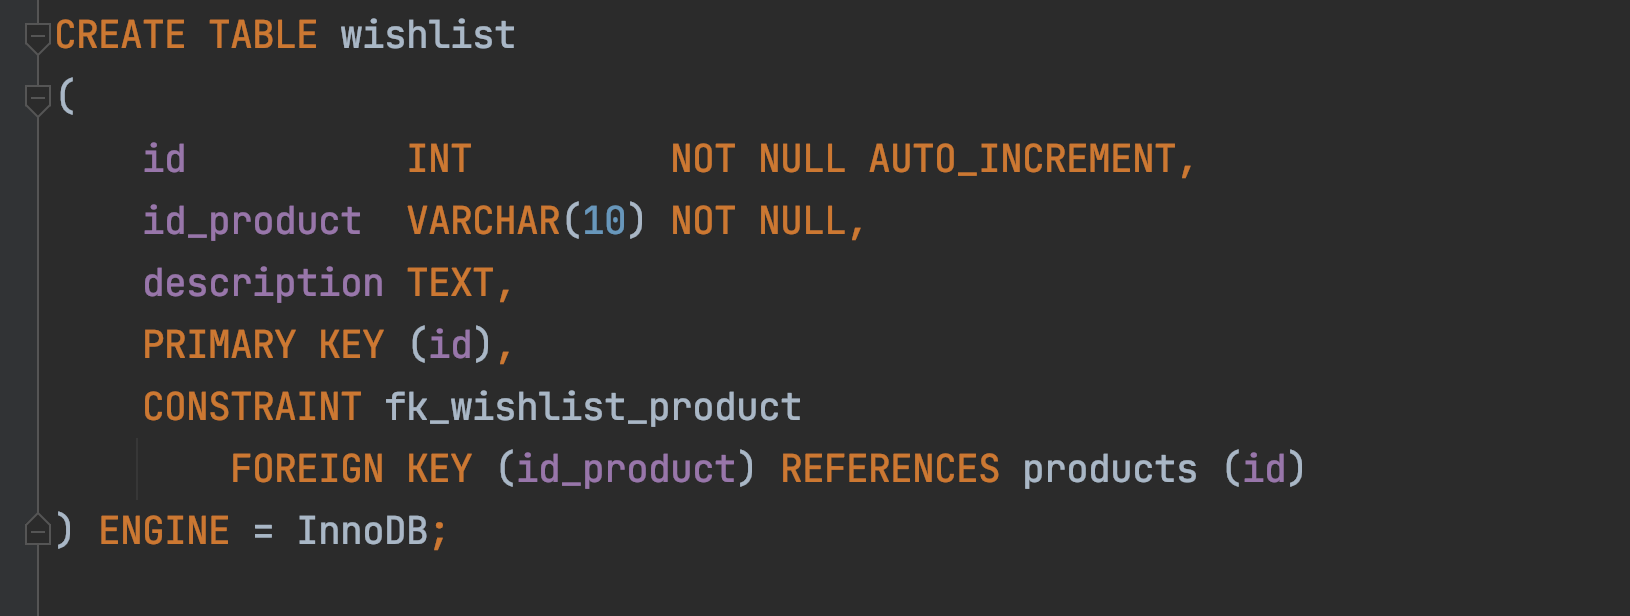 CREATE TABLE wishlist
(
    id          INT         NOT NULL AUTO_INCREMENT,
    id_product  VARCHAR(10) NOT NULL,
    description TEXT,
    PRIMARY KEY (id),
    CONSTRAINT fk_wishlist_product
        FOREIGN KEY (id_product) REFERENCES products (id)
) ENGINE = InnoDB;